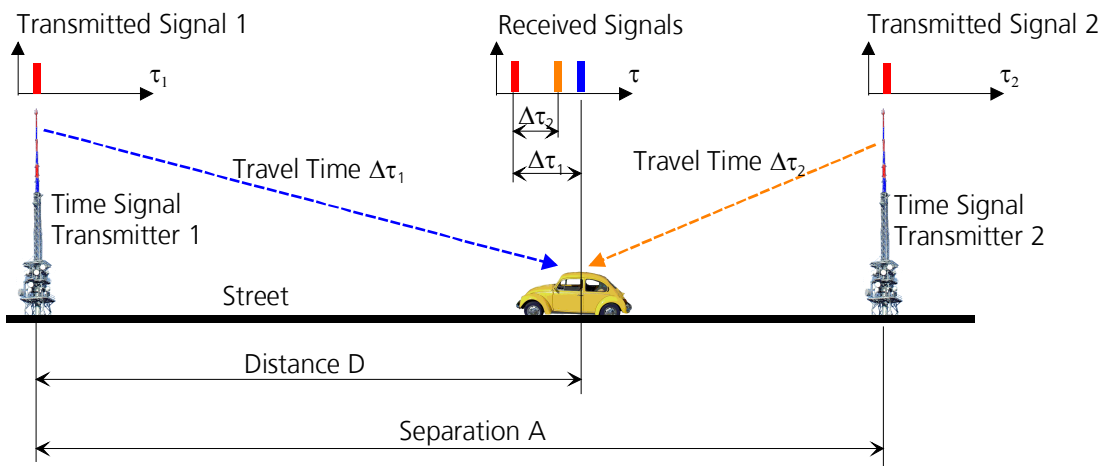 Transmitted Signal 1
Received Signals
Transmitted Signal 2
τ1
τ
τ2
Δτ2
Δτ1
Travel Time Δτ1
Travel Time Δτ2
Time Signal
Transmitter 1
Time Signal
Transmitter 2
Street
Distance D
Separation A